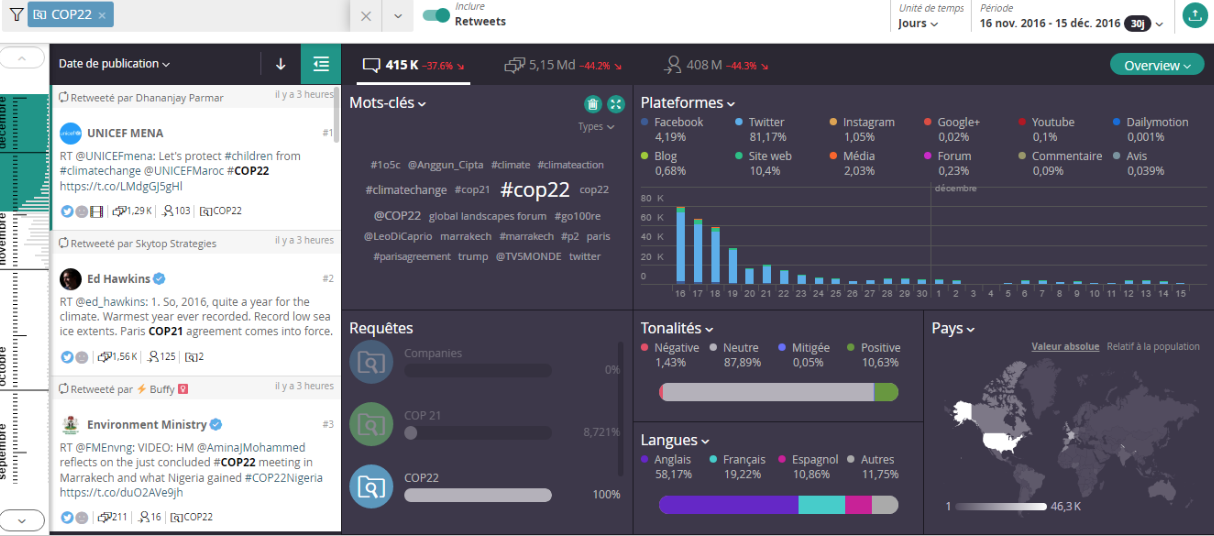 COP22 ×
Inclure
Retweets
Unité de temps
Jours
Période
16 nov. 2016 - 15 déc. 2016 30j
décembre
novembre
octobre
septembre
Date de publication
Retweeté par Dhananjay Parmar
il y a 3 heures
UNICEF MENA
#1
RT @UNICEFmena: Let's protect #children from
#climatechange @UNICEFMaroc #COP22
https://t.co/LMdgGJ5gHl
1,29 K
103
COP22
Retweeté par Skytop Strategies
il y a 3 heures
Ed Hawkins
#2
RT @ed_hawkins: 1. So, 2016, quite a year for the
climate. Warmest year ever recorded. Record low sea
ice extents. Paris COP21 agreement comes into force.
1,56 K
125
2
Retweeté par ⚡ Buffy
il y a 3 heures
Environment Ministry
#3
RT @FMEnvng: VIDEO: HM @AminaJMohammed
reflects on the just concluded #COP22 meeting in
Marrakech and what Nigeria gained #COP22Nigeria
https://t.co/duO2AVe9jh
211
16
COP22
415 K -37.6%
5,15 Md -44.2%
408 M -44.3%
Overview
Mots-clés
Types
#1o5c @Anggun_Cipta #climate #climateaction
#climatechange #cop21 #cop22 cop22
@COP22 global landscapes forum #go100re
@LeoDiCaprio marrakech #marrakech #p2 paris
#parisagreement trump @TV5MONDE twitter
Plateformes
Facebook
4,19%
Twitter
81,17%
Instagram
1,05%
Google+
0,02%
Youtube
0,1%
Dailymotion
0,001%
Blog
0,68%
Site web
10,4%
Média
2,03%
Forum
0,23%
Commentaire
0,09%
Avis
0,039%
décembre
80 K
60 K
40 K
20 K
0
16 17 18 19 20 21 22 23 24 25 26 27 28 29 30 1 2 3 4 5 6 7 8 9 10 11 12 13 14 15
Requêtes
Companies
0%
COP 21
8,721%
COP22
100%
Tonalités
Négative
1,43%
Neutre
87,89%
Mitigée
0,05%
Positive
10,63%
Langues
Anglais
58,17%
Français
19,22%
Espagnol
10,86%
Autres
11,75%
Pays
Valeur absolue Relatif à la population
1
46,3 K